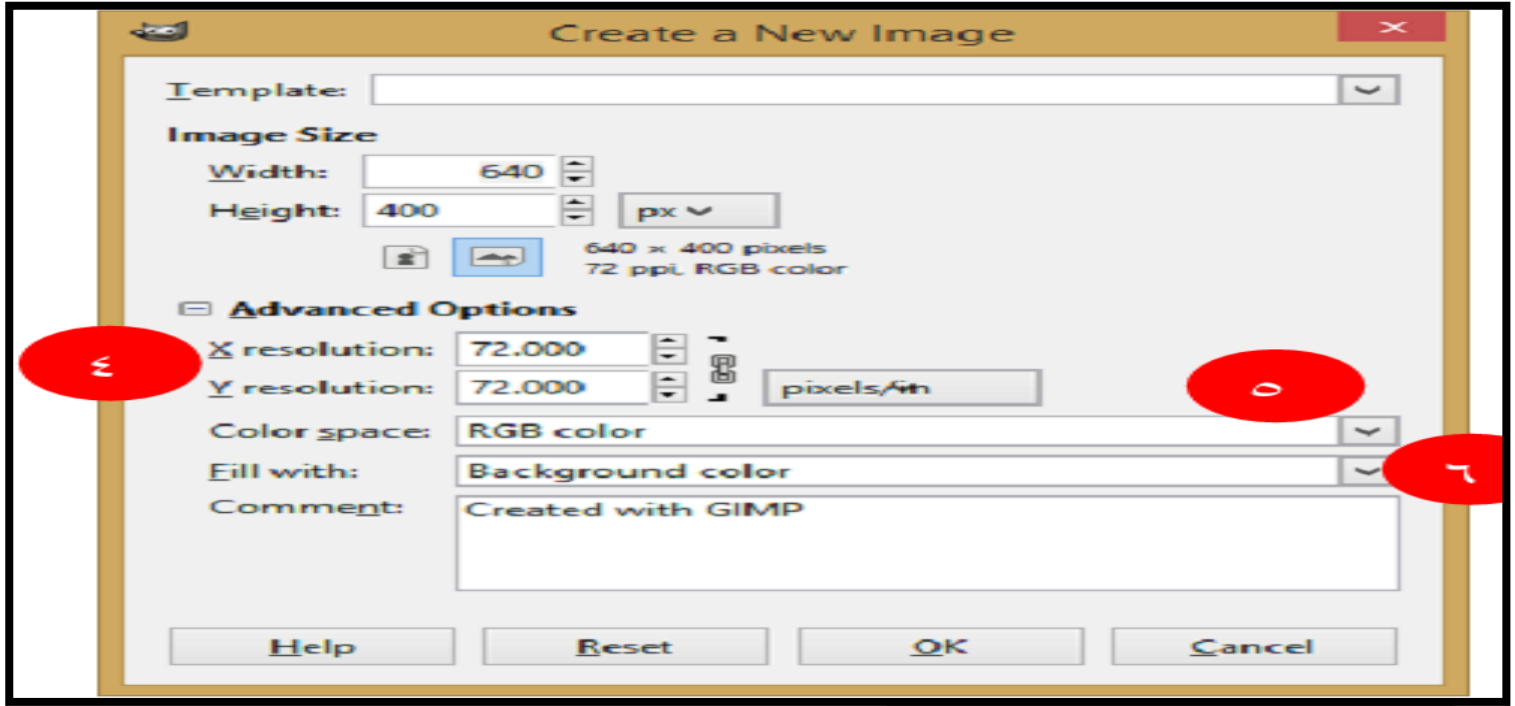 Create a New Image
Template:
Image Size
Width: 640
Height: 400 px
640 × 400 pixels
72 ppi, RGB color
Advanced Options
X resolution: 72.000
٤
Y resolution: 72.000 pixels/in
٥
Color space: RGB color
Fill with: Background color
٦
Comment: Created with GIMP
Help Reset OK Cancel